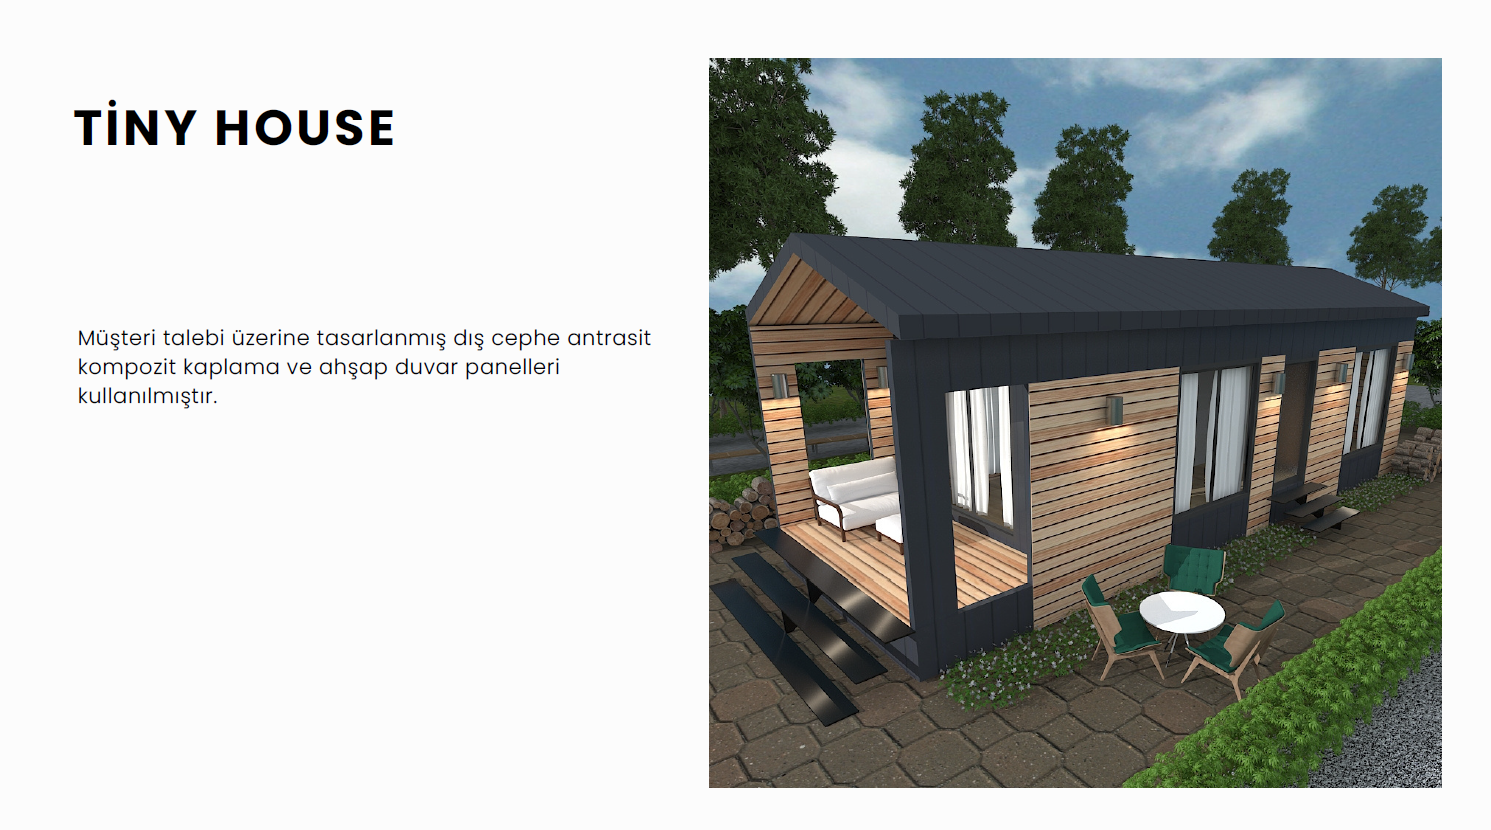 TİNY HOUSE
Müşteri talebi üzerine tasarlanmış dış cephe antrasit
kompozit kaplama ve ahşap duvar panelleri
kullanılmıştır.